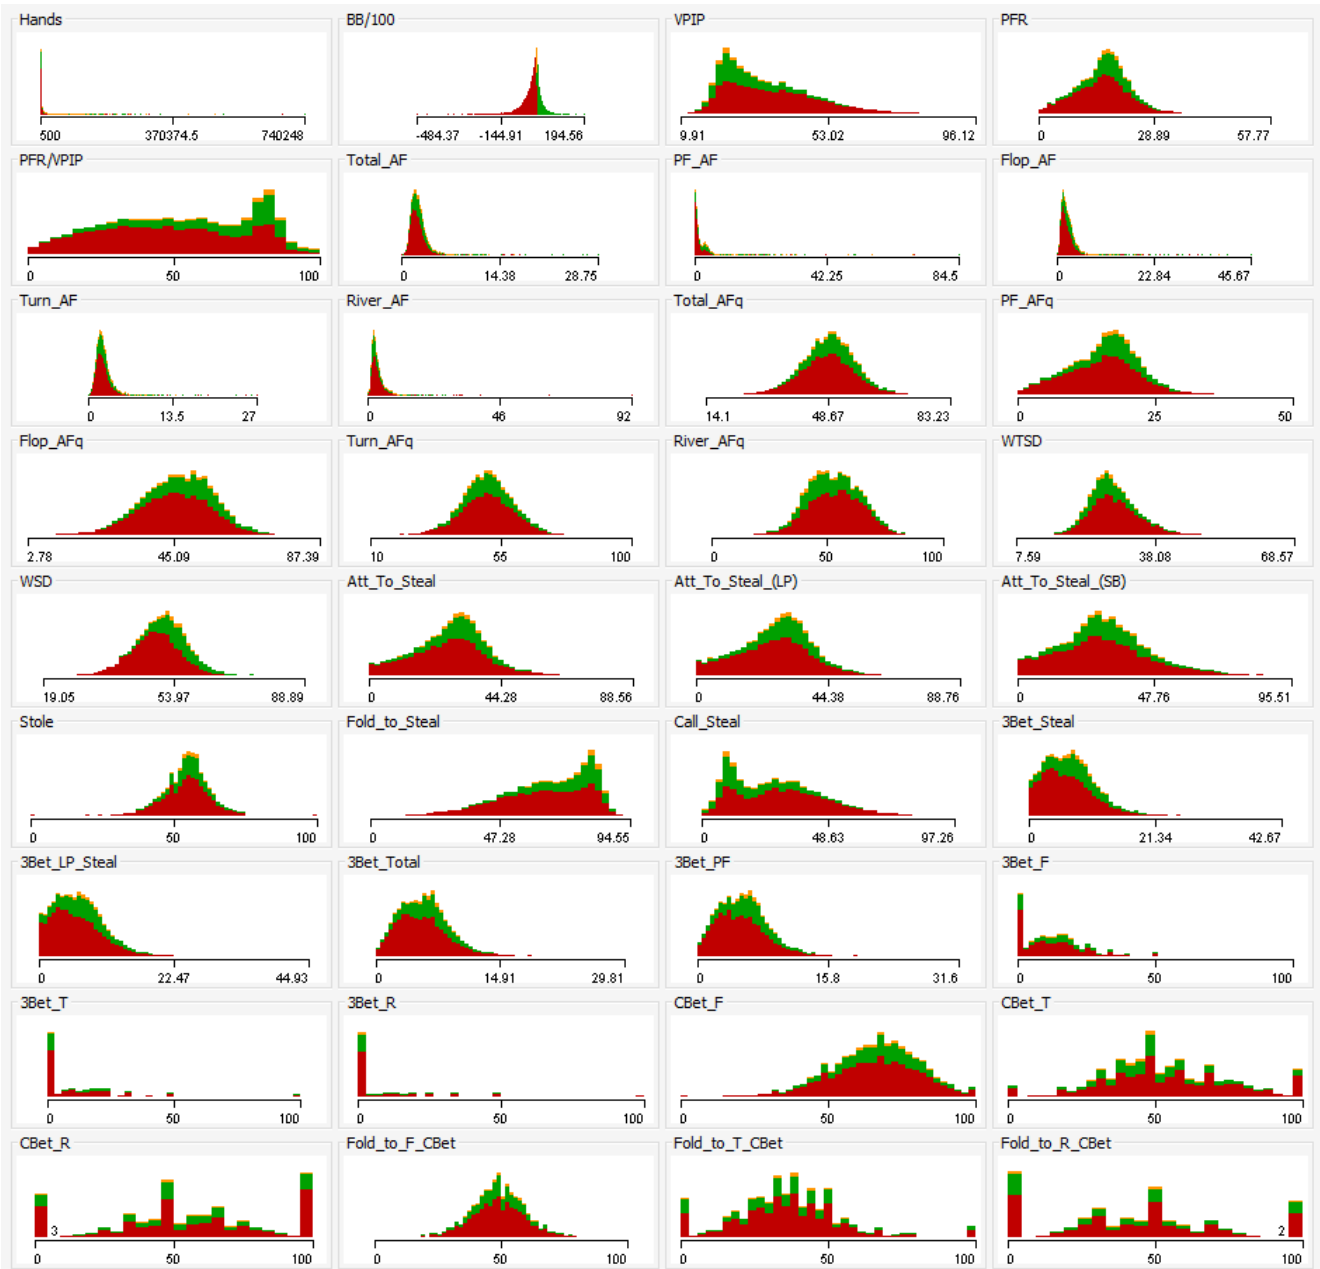 Hands BB/100 VPIP PFR
500 370374.5 740248 -484.37 -144.91 194.56 9.91 53.02 96.12 0 28.89 57.77
PFR/VPIP Total_AF PF_AF Flop_AF
0 50 100 0 14.38 28.75 0 42.25 84.5 0 22.84 45.67
Turn_AF River_AF Total_AFq PF_AFq
0 13.5 27 0 46 92 14.1 48.67 83.23 0 25 50
Flop_AFq Turn_AFq River_AFq WTSD
2.78 45.09 87.39 10 55 100 0 50 100 7.59 38.08 68.57
WSD Att_To_Steal Att_To_Steal_(LP) Att_To_Steal_(SB)
19.05 53.97 88.89 0 44.28 88.56 0 44.38 88.76 0 47.76 95.51
Stole Fold_to_Steal Call_Steal 3Bet_Steal
0 50 100 0 47.28 94.55 0 48.63 97.26 0 21.34 42.67
3Bet_LP_Steal 3Bet_Total 3Bet_PF 3Bet_F
0 22.47 44.93 0 14.91 29.81 0 15.8 31.6 0 50 100
3Bet_T 3Bet_R CBet_F CBet_T
0 50 100 0 50 100 0 50 100 0 50 100
CBet_R Fold_to_F_CBet Fold_to_T_CBet Fold_to_R_CBet
3 2
0 50 100 0 50 100 0 50 100 0 50 100